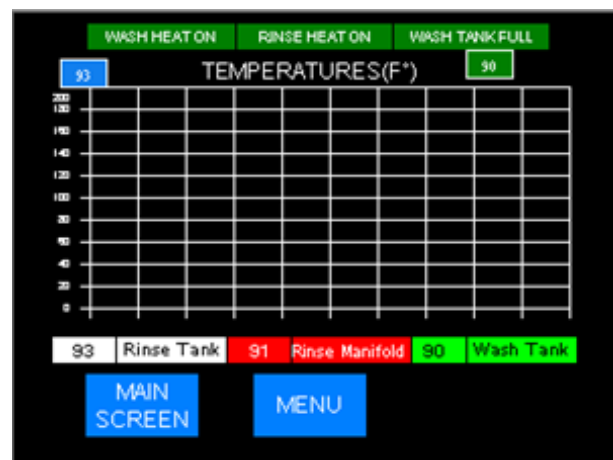 WASH HEAT ON RINSE HEAT ON WASH TANK FULL
93 TEMPERATURES(F°) 90
200
180
160
140
120
100
80
60
40
20
0
93 Rinse Tank 91 Rinse Manifold 90 Wash Tank
MAIN
SCREEN
MENU